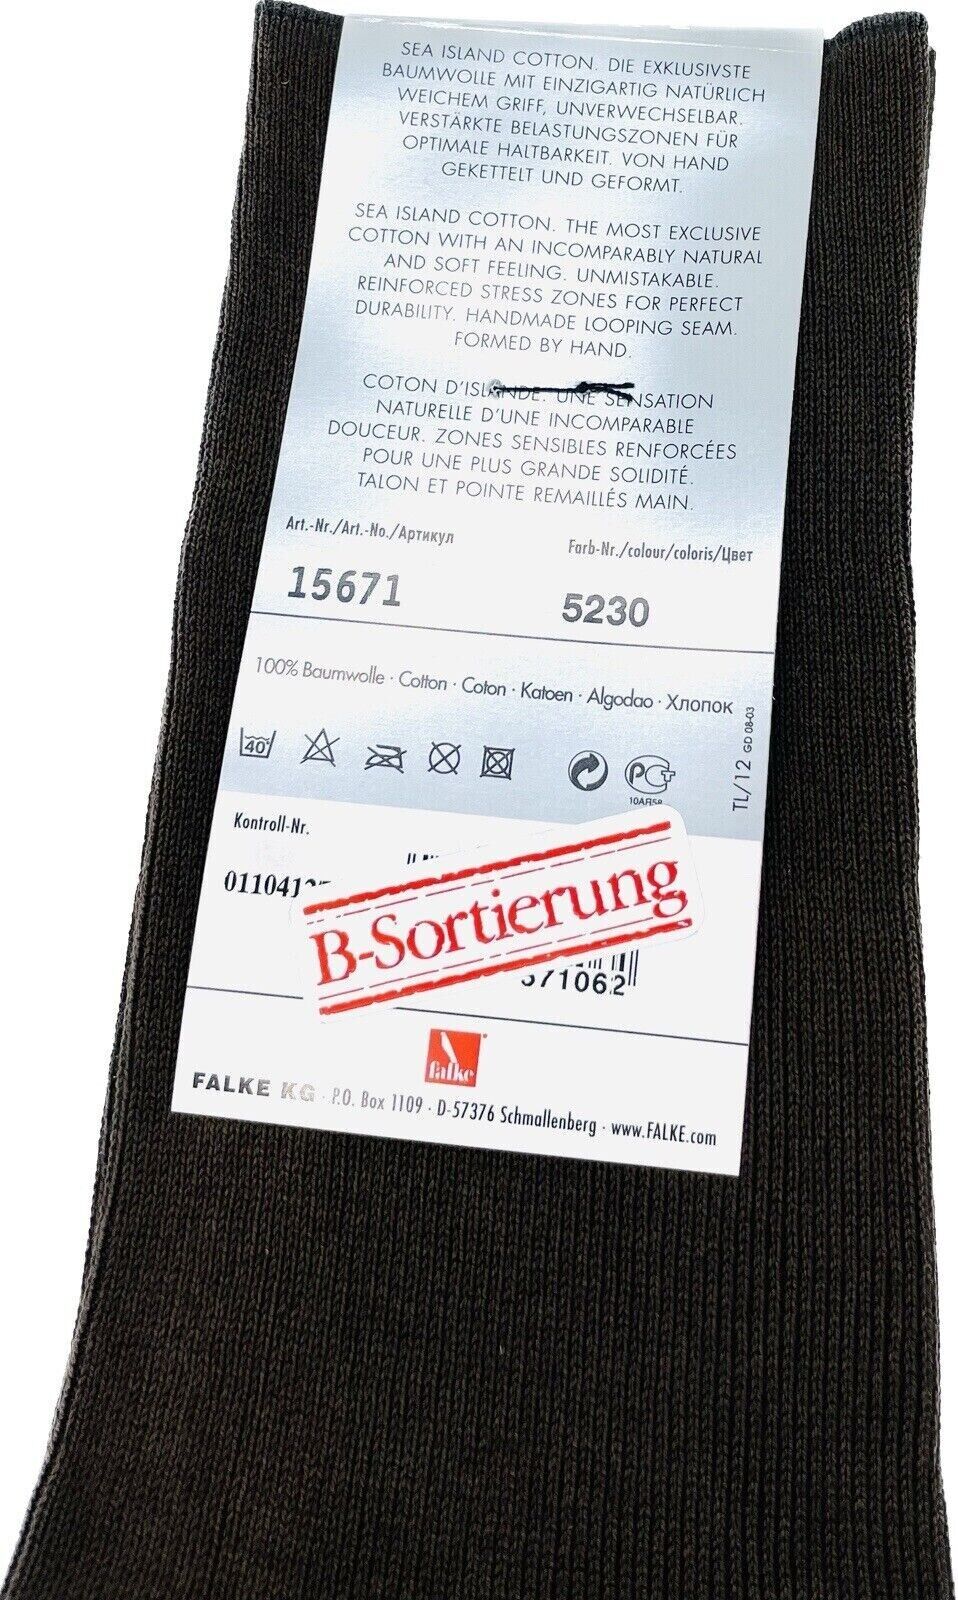 SEA ISLAND COTTON. DIE EXKLUSIVSTE
BAUMWOLLE MIT EINZIGARTIG NATÜRLICH
WEICHEM GRIFF, UNVERWECHSELBAR.
VERSTÄRKTE BELASTUNGSZONEN FÜR
OPTIMALE HALTBARKEIT. VON HAND
GEKETTELT UND GEFORMT.
SEA ISLAND COTTON. THE MOST EXCLUSIVE
COTTON WITH AN INCOMPARABLY NATURAL
AND SOFT FEELING. UNMISTAKABLE.
REINFORCED STRESS ZONES FOR PERFECT
DURABILITY. HANDMADE LOOPING SEAM.
FORMED BY HAND.
COTON D'ISLANDE. UNE SENSATION
NATURELLE D'UNE INCOMPARABLE
DOUCEUR. ZONES SENSIBLES RENFORCÉES
POUR UNE PLUS GRANDE SOLIDITÉ.
TALON ET POINTE REMAILLÉS MAIN.
Art.-Nr./Art.-No./Артикул Farb-Nr./colour/coloris/Цвет
15671 5230
100% Baumwolle · Cotton · Coton · Katoen · Algodao · Хлопок
40°
10АЯ58
TL/12 GD 08-03
Kontroll-Nr.
B-Sortierung
falke
FALKE KG · P.O. Box 1109 · D-57376 Schmallenberg · www.FALKE.com